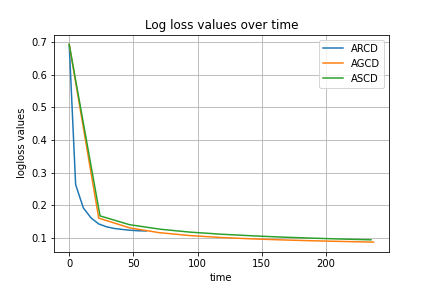 Log loss values over time
ARCD
AGCD
ASCD
logloss values
0.7
0.6
0.5
0.4
0.3
0.2
0.1
0 50 100 150 200
time